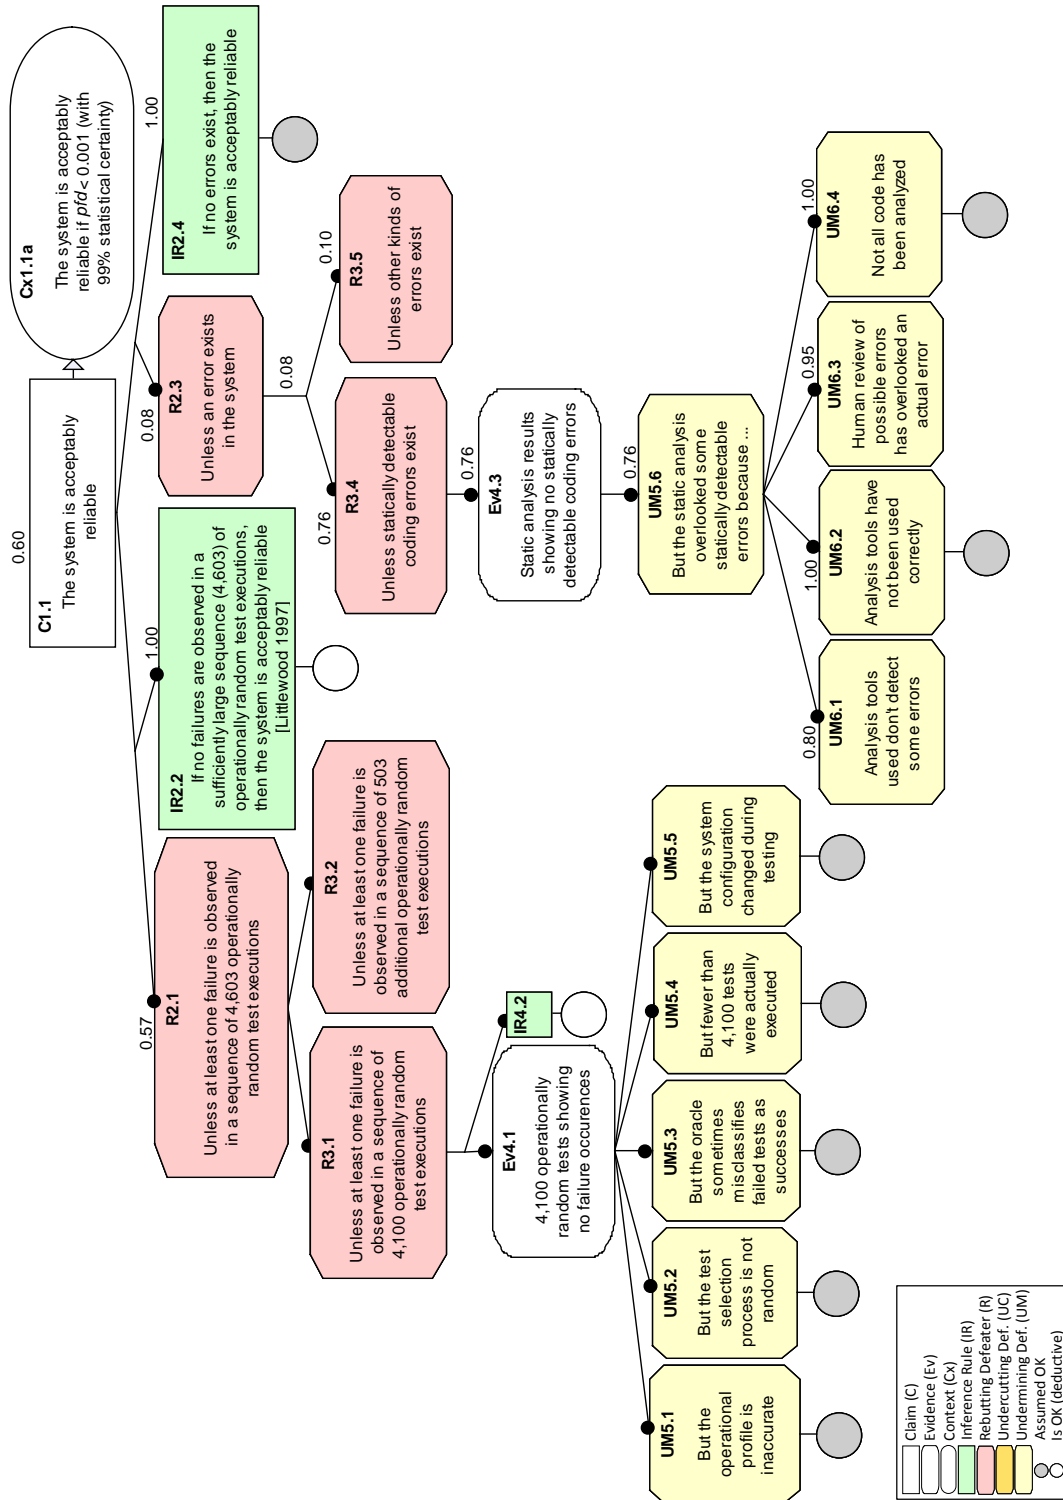 0.60
C1.1
The system is acceptably
reliable
Cx1.1a
The system is acceptably
reliable if pfd < 0.001 (with
99% statistical certainty)
0.57
R2.1
Unless at least one failure is observed
in a sequence of 4,603 operationally
random test executions
1.00
IR2.2
If no failures are observed in a
sufficiently large sequence (4,603) of
operationally random test executions,
then the system is acceptably reliable
[Littlewood 1997]
0.08
R2.3
Unless an error exists
in the system
1.00
IR2.4
If no errors exist, then the
system is acceptably reliable
R3.1
Unless at least one failure is
observed in a sequence of
4,100 operationally random
test executions
R3.2
Unless at least one failure is
observed in a sequence of 503
additional operationally random
test executions
0.08
0.76
R3.4
Unless statically detectable
coding errors exist
0.10
R3.5
Unless other kinds of
errors exist
Ev4.1
4,100 operationally
random tests showing
no failure occurences
IR4.2
0.76
Ev4.3
Static analysis results
showing no statically
detectable coding errors
UM5.1
But the
operational
profile is
inaccurate
UM5.2
But the test
selection
process is not
random
UM5.3
But the oracle
sometimes
misclassifies
failed tests as
successes
UM5.4
But fewer than
4,100 tests
were actually
executed
UM5.5
But the system
configuration
changed during
testing
0.76
UM5.6
But the static analysis
overlooked some
statically detectable
errors because ...
0.80
UM6.1
Analysis tools
used don't detect
some errors
1.00
UM6.2
Analysis tools have
not been used
correctly
0.95
UM6.3
Human review of
possible errors
has overlooked an
actual error
1.00
UM6.4
Not all code has
been analyzed
Claim (C)
Evidence (Ev)
Context (Cx)
Inference Rule (IR)
Rebutting Defeater (R)
Undercutting Def. (UC)
Undermining Def. (UM)
Assumed OK
Is OK (deductive)